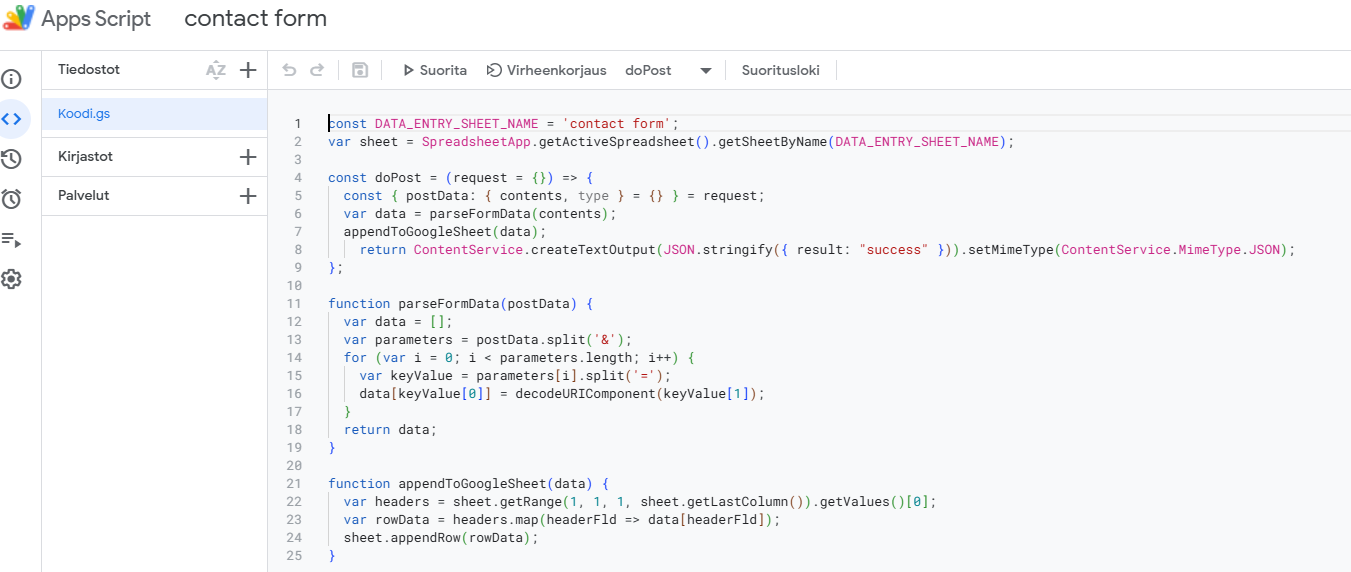 Apps Script contact form
Tiedostot AZ
Suorita Virheenkorjaus doPost Suoritusloki
Koodi.gs
Kirjastot
Palvelut
1 const DATA_ENTRY_SHEET_NAME = 'contact form';
2 var sheet = SpreadsheetApp.getActiveSpreadsheet().getSheetByName(DATA_ENTRY_SHEET_NAME);
3
4 const doPost = (request = {}) => {
5   const { postData: { contents, type } = {} } = request;
6   var data = parseFormData(contents);
7   appendToGoogleSheet(data);
8     return ContentService.createTextOutput(JSON.stringify({ result: "success" })).setMimeType(ContentService.MimeType.JSON);
9 };
10
11 function parseFormData(postData) {
12   var data = [];
13   var parameters = postData.split('&');
14   for (var i = 0; i < parameters.length; i++) {
15     var keyValue = parameters[i].split('=');
16     data[keyValue[0]] = decodeURIComponent(keyValue[1]);
17   }
18   return data;
19 }
20
21 function appendToGoogleSheet(data) {
22   var headers = sheet.getRange(1, 1, 1, sheet.getLastColumn()).getValues()[0];
23   var rowData = headers.map(headerFld => data[headerFld]);
24   sheet.appendRow(rowData);
25 }